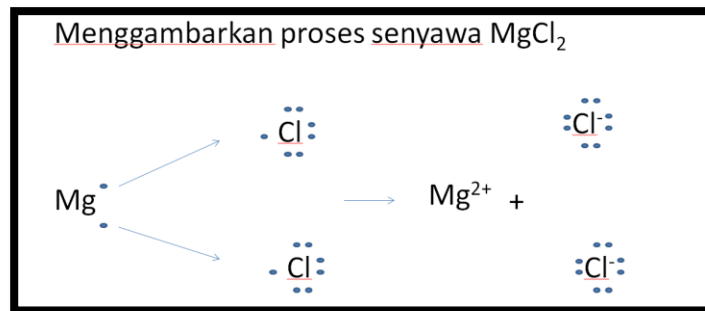 Menggambarkan proses senyawa MgCl₂
Cl Cl⁻
Mg Mg²⁺ +
Cl Cl⁻